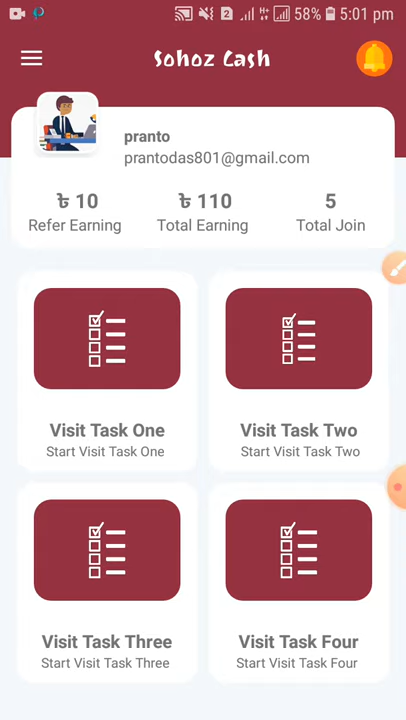 58% 5:01 pm
Sohoz Cash
pranto
prantodas801@gmail.com
৳ 10 ৳ 110 5
Refer Earning Total Earning Total Join
Visit Task One Visit Task Two
Start Visit Task One Start Visit Task Two
Visit Task Three Visit Task Four
Start Visit Task Three Start Visit Task Four